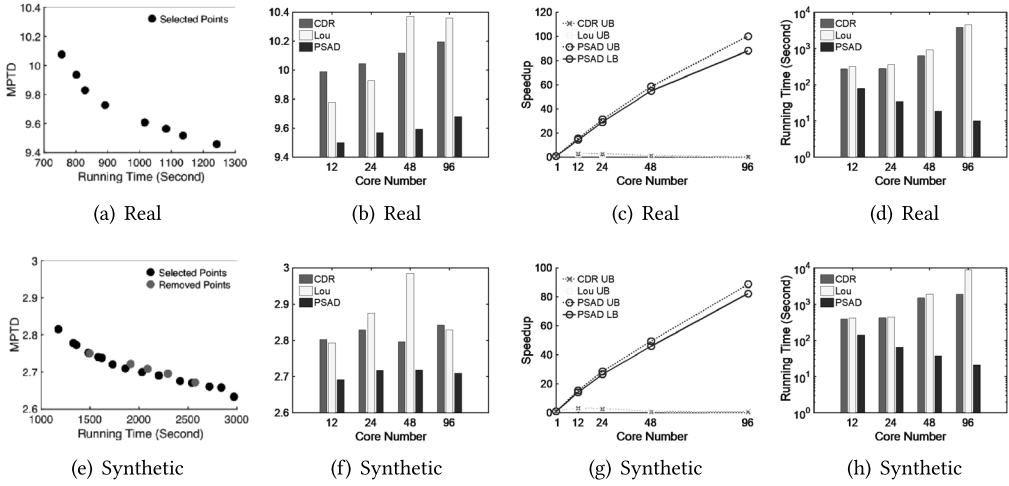 10.4
10.2
10
9.8
9.6
9.4
MPTD
Selected Points
700 800 900 1000 1100 1200 1300
Running Time (Second)
(a) Real
10.4
10.2
10
9.8
9.6
9.4
CDR
Lou
PSAD
12 24 48 96
Core Number
(b) Real
120
100
80
60
40
20
0
Speedup
CDR UB
Lou UB
PSAD UB
PSAD LB
1 12 24 48 96
Core Number
(c) Real
10^4
10^3
10^2
10^1
10^0
Running Time (Second)
CDR
Lou
PSAD
12 24 48 96
Core Number
(d) Real
3
2.9
2.8
2.7
2.6
MPTD
Selected Points
Removed Points
1000 1500 2000 2500 3000
Running Time (Second)
(e) Synthetic
3
2.9
2.8
2.7
2.6
CDR
Lou
PSAD
12 24 48 96
Core Number
(f) Synthetic
100
80
60
40
20
0
Speedup
CDR UB
Lou UB
PSAD UB
PSAD LB
1 12 24 48 96
Core Number
(g) Synthetic
10^4
10^3
10^2
10^1
10^0
Running Time (Second)
CDR
Lou
PSAD
12 24 48 96
Core Number
(h) Synthetic